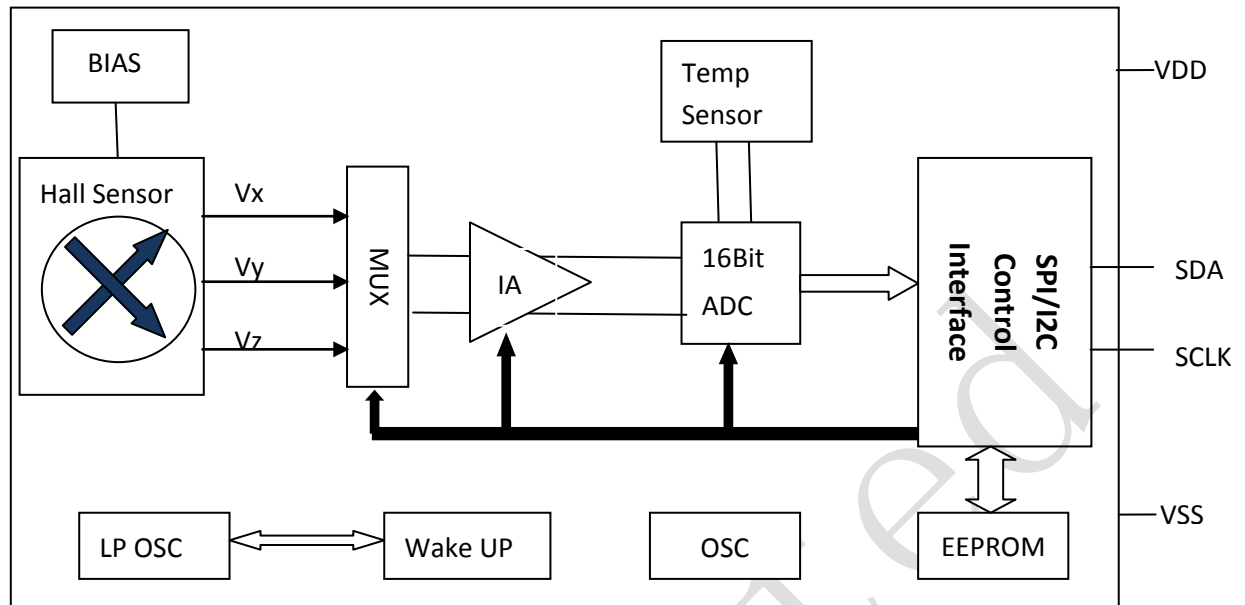 BIAS
Temp
Sensor
VDD
Hall Sensor
Vx
Vy
Vz
MUX
IA
16Bit
ADC
SPI/I2C
Control
Interface
SDA
SCLK
VSS
LP OSC
Wake UP
OSC
EEPROM